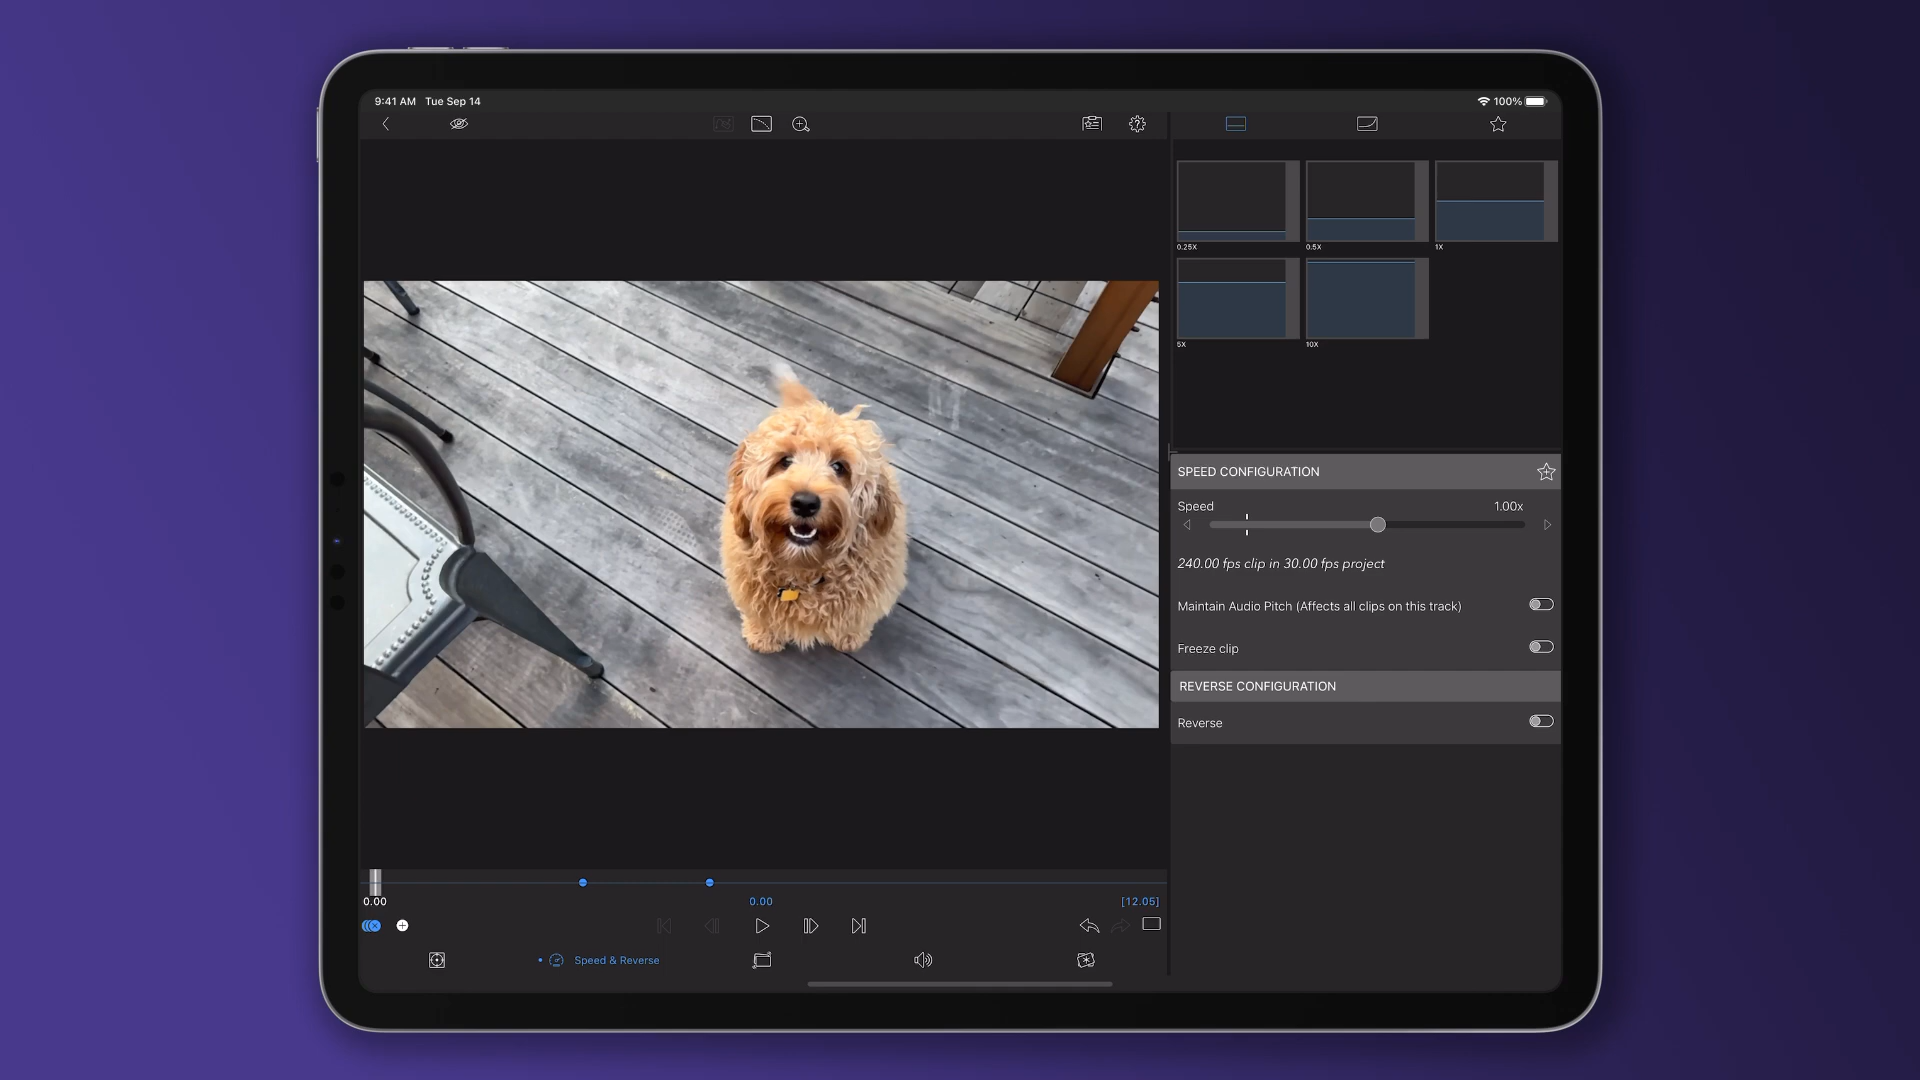 9:41 AM Tue Sep 14
100%
0.25X
0.5X
1X
5X
10X
SPEED CONFIGURATION
Speed
1.00x
240.00 fps clip in 30.00 fps project
Maintain Audio Pitch (Affects all clips on this track)
Freeze clip
REVERSE CONFIGURATION
Reverse
0.00
0.00
[12.05]
Speed & Reverse